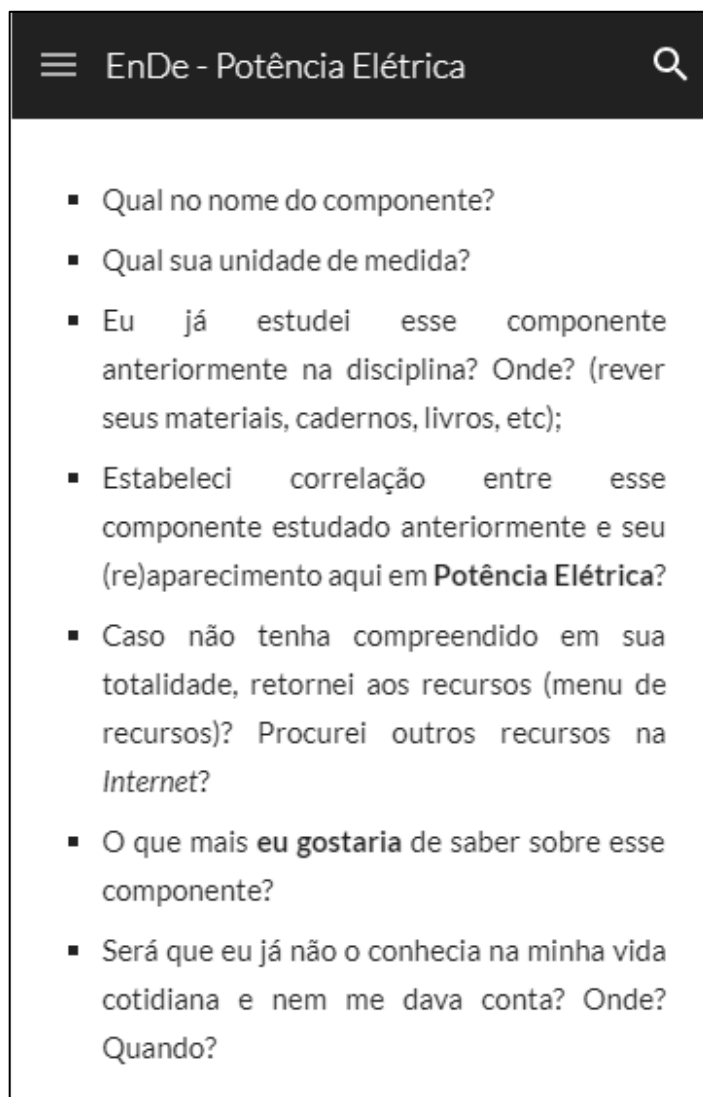 EnDe - Potência Elétrica
▪ Qual no nome do componente?
▪ Qual sua unidade de medida?
▪ Eu já estudei esse componente
anteriormente na disciplina? Onde? (rever
seus materiais, cadernos, livros, etc);
▪ Estabeleci correlação entre esse
componente estudado anteriormente e seu
(re)aparecimento aqui em Potência Elétrica?
▪ Caso não tenha compreendido em sua
totalidade, retornei aos recursos (menu de
recursos)? Procurei outros recursos na
Internet?
▪ O que mais eu gostaria de saber sobre esse
componente?
▪ Será que eu já não o conhecia na minha vida
cotidiana e nem me dava conta? Onde?
Quando?